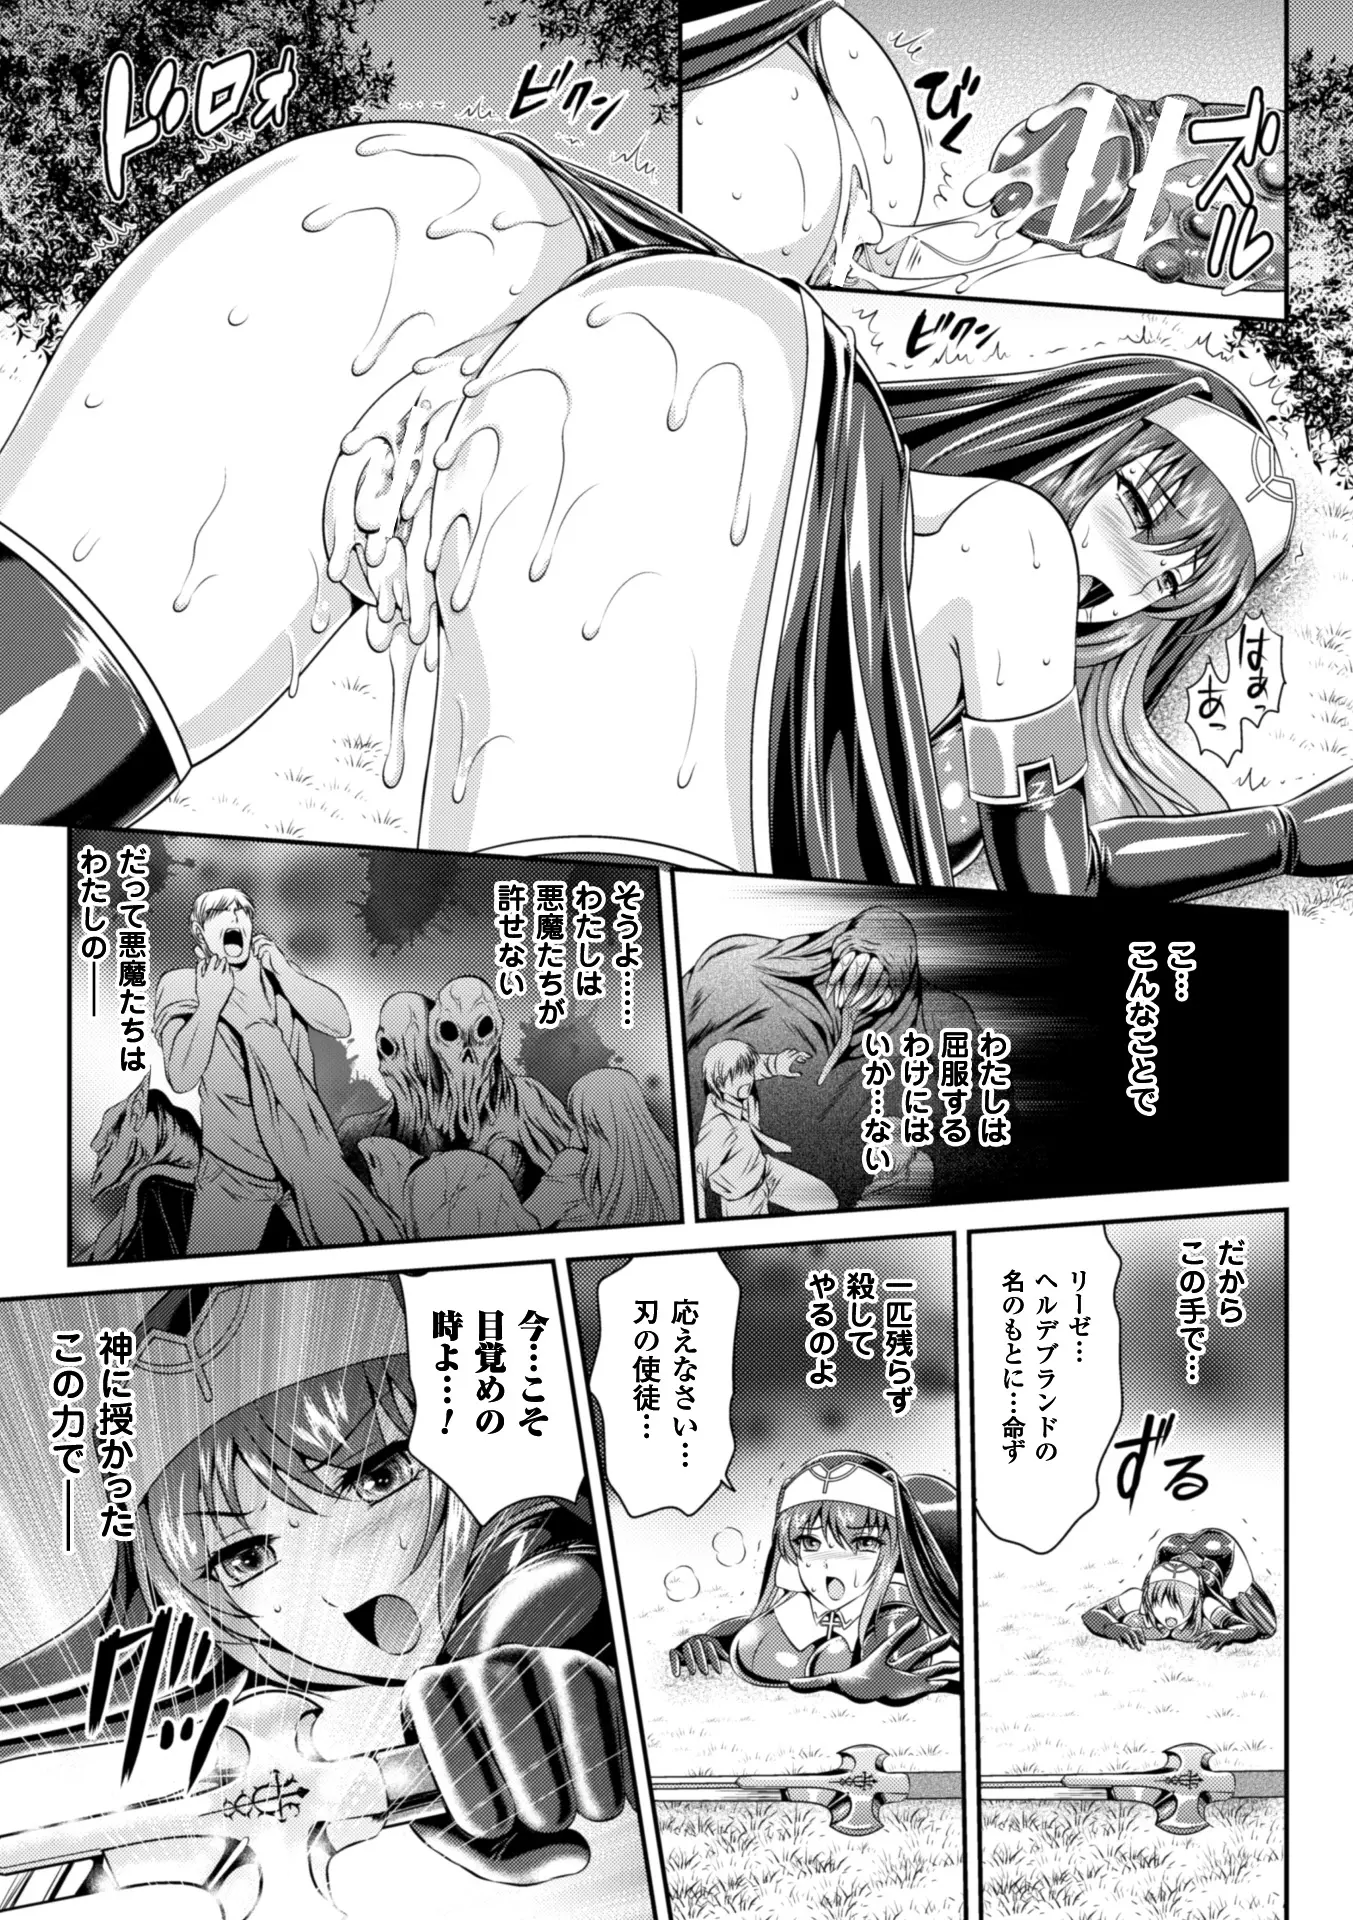 びくっ
ズル
ドロォ
ビクン
ビクン
はぁっ
あっ
こ…
こんなことで
わたしは
屈服する
わけには
いか…ない
そうよ……
わたしは
悪魔たちが
許せない
だって悪魔たちは
わたしの――
だから
この手で…
リーゼ…
ヘルデブランドの
名のもとに…命ず
ずる
一匹残らず
殺して
やるのよ
応えなさい…
刃の使徒…
今…こそ
目覚めの
時よ…！
神に授かった
この力で――
グッ